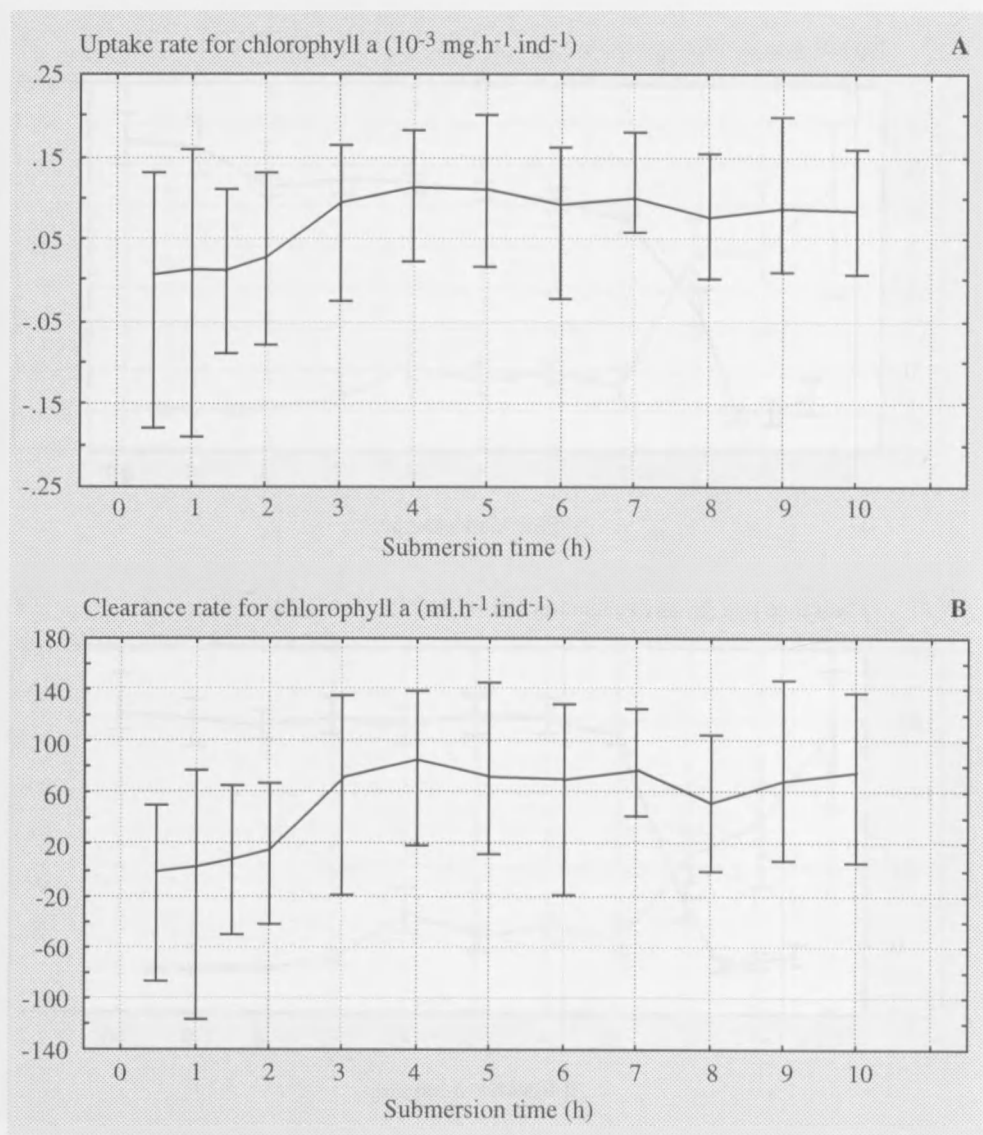 Uptake rate for chlorophyll a (10⁻³ mg.h⁻¹.ind⁻¹) A
.25
.15
.05
-.05
-.15
-.25
0 1 2 3 4 5 6 7 8 9 10
Submersion time (h)
Clearance rate for chlorophyll a (ml.h⁻¹.ind⁻¹) B
180
140
100
60
20
-20
-60
-100
-140
0 1 2 3 4 5 6 7 8 9 10
Submersion time (h)